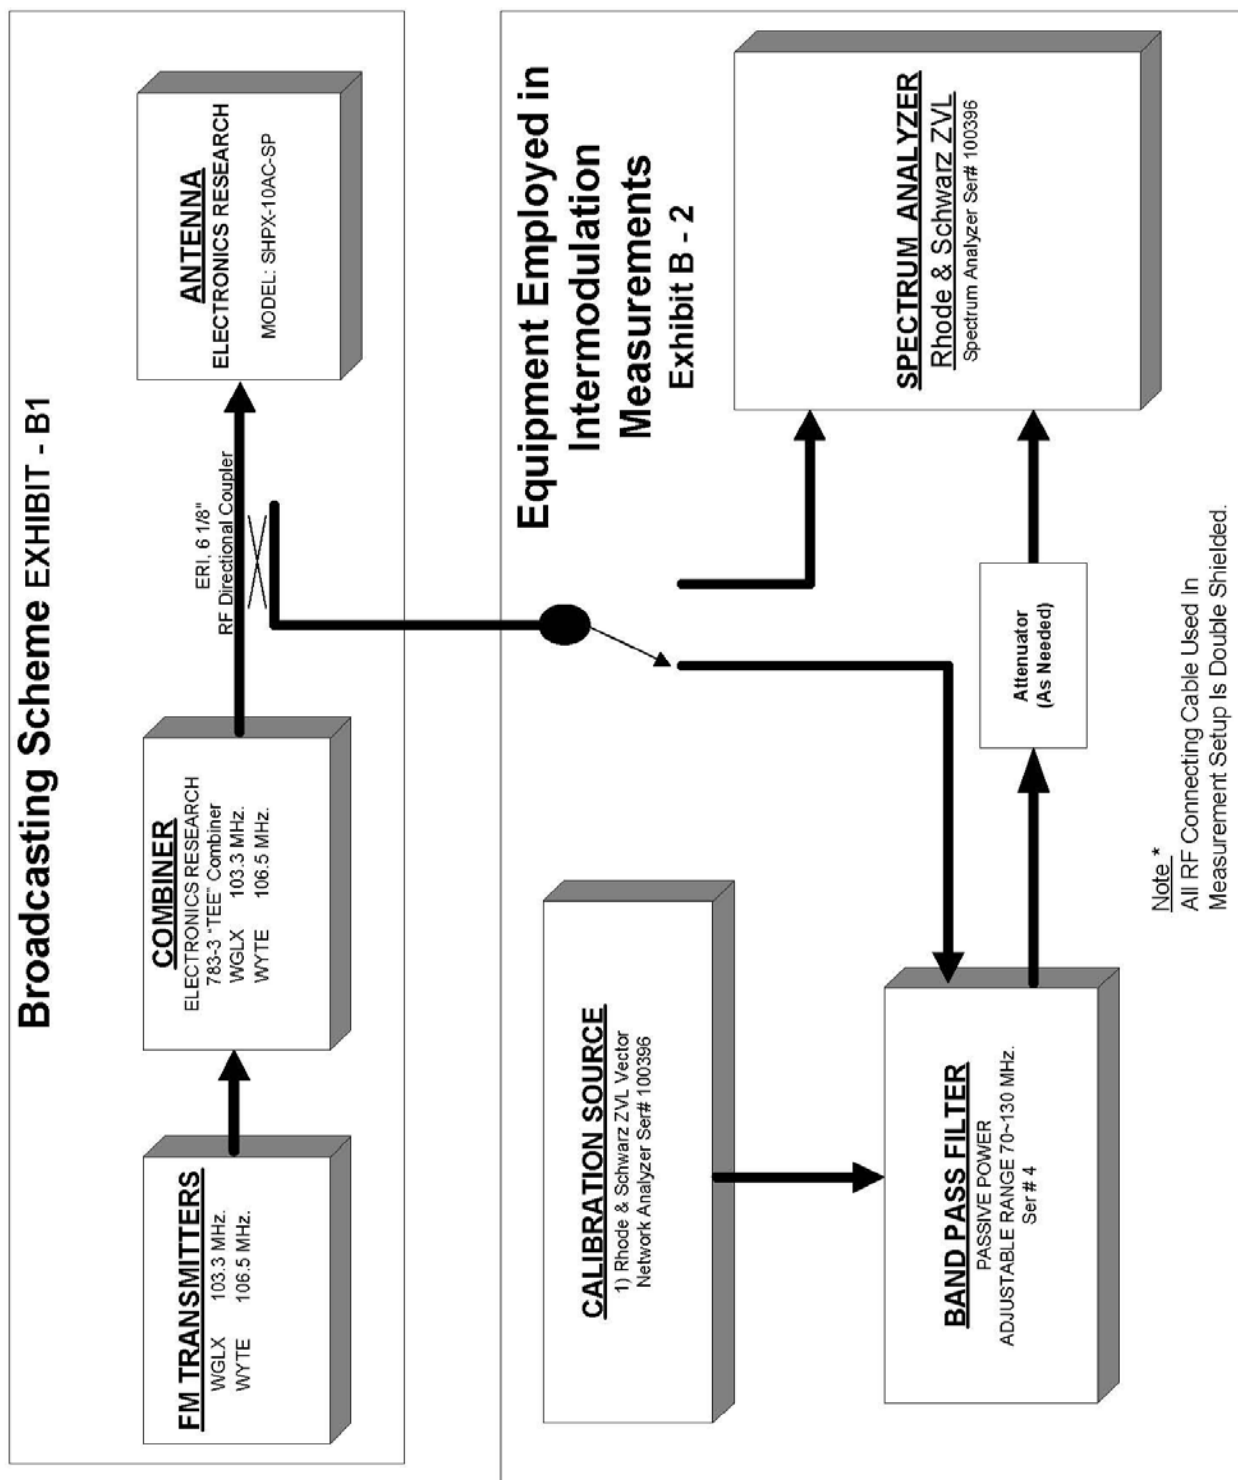 Broadcasting Scheme EXHIBIT - B1
FM TRANSMITTERS
WGLX 103.3 MHz.
WYTE 106.5 MHz.
COMBINER
ELECTRONICS RESEARCH
783-3 "TEE" Combiner
WGLX 103.3 MHz.
WYTE 106.5 MHz.
ERI, 6 1/8"
RF Directional Coupler
ANTENNA
ELECTRONICS RESEARCH
MODEL: SHPX-10AC-SP
Equipment Employed in
Intermodulation
Measurements
Exhibit B - 2
CALIBRATION SOURCE
1) Rhode & Schwarz ZVL Vector
Network Analyzer Ser# 100396
BAND PASS FILTER
PASSIVE POWER
ADJUSTABLE RANGE 70~130 MHz.
Ser # 4
Attenuator
(As Needed)
SPECTRUM ANALYZER
Rhode & Schwarz ZVL
Spectrum Analyzer Ser# 100396
Note *
All RF Connecting Cable Used In
Measurement Setup Is Double Shielded.